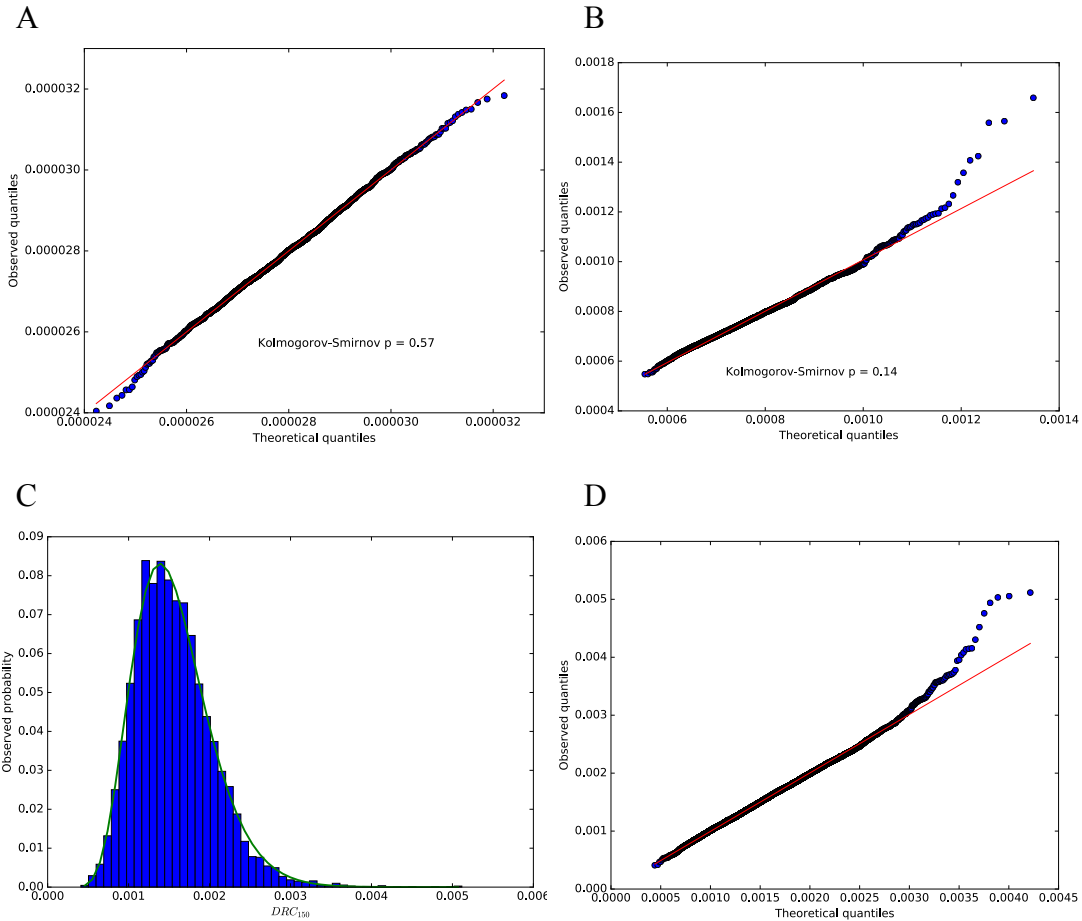 A
0.000032
0.000030
0.000028
0.000026
0.000024
Observed quantiles
Kolmogorov-Smirnov p = 0.57
0.000024 0.000026 0.000028 0.000030 0.000032
Theoretical quantiles
B
0.0018
0.0016
0.0014
0.0012
0.0010
0.0008
0.0006
0.0004
Observed quantiles
Kolmogorov-Smirnov p = 0.14
0.0006 0.0008 0.0010 0.0012 0.0014
Theoretical quantiles
C
0.09
0.08
0.07
0.06
0.05
0.04
0.03
0.02
0.01
0.00
Observed probability
0.000 0.001 0.002 0.003 0.004 0.005 0.006
DRC150
D
0.006
0.005
0.004
0.003
0.002
0.001
0.000
Observed quantiles
0.0000 0.0005 0.0010 0.0015 0.0020 0.0025 0.0030 0.0035 0.0040 0.0045
Theoretical quantiles